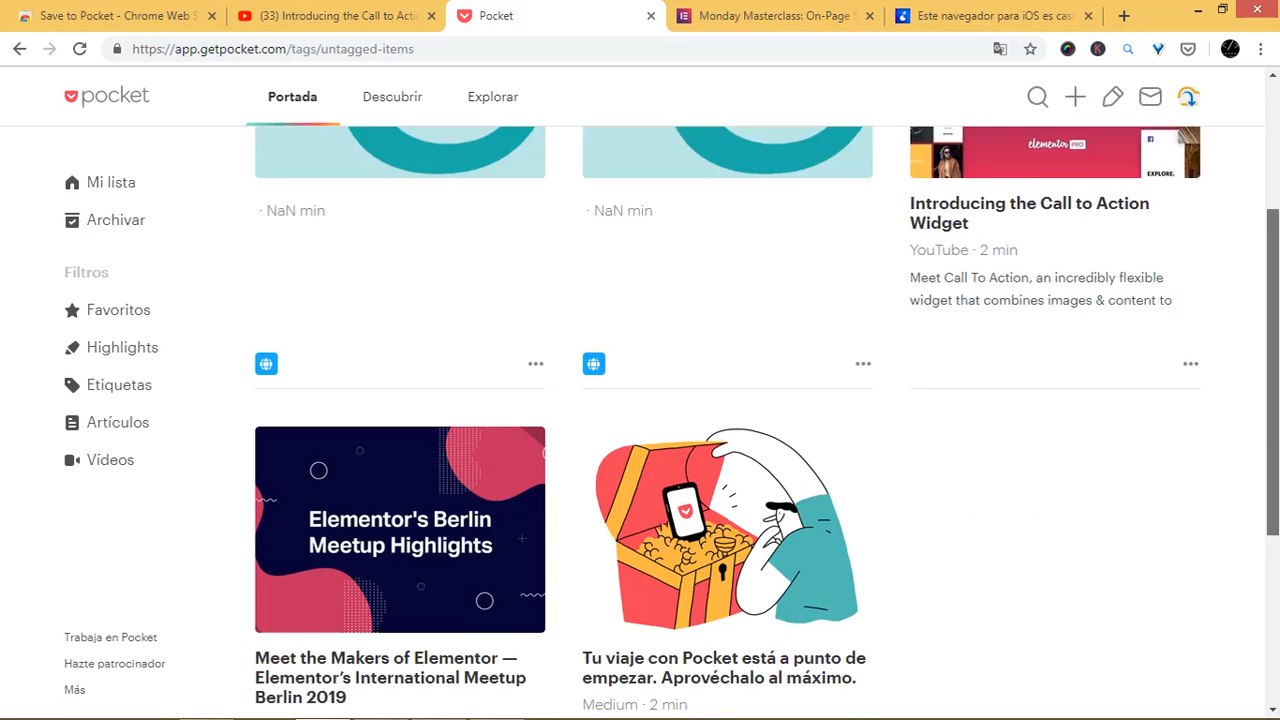 Save to Pocket - Chrome Web S
(33) Introducing the Call to Actio
Pocket
Monday Masterclass: On-Page S
Este navegador para iOS es casi
https://app.getpocket.com/tags/untagged-items
pocket
Portada
Descubrir
Explorar
Mi lista
Archivar
Filtros
Favoritos
Highlights
Etiquetas
Artículos
Vídeos
Trabaja en Pocket
Hazte patrocinador
Más
· NaN min
· NaN min
elementor PRO
EXPLORE.
Introducing the Call to Action
Widget
YouTube · 2 min
Meet Call To Action, an incredibly flexible
widget that combines images & content to
Elementor's Berlin
Meetup Highlights
Meet the Makers of Elementor —
Elementor’s International Meetup
Berlin 2019
Tu viaje con Pocket está a punto de
empezar. Aprovéchalo al máximo.
Medium · 2 min